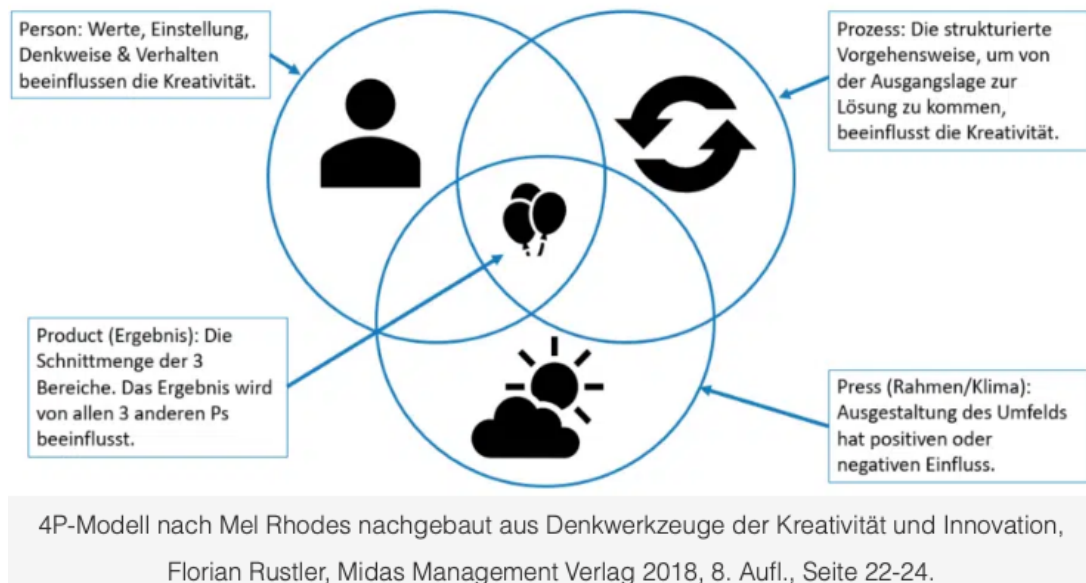 Person: Werte, Einstellung,
Denkweise & Verhalten
beeinflussen die Kreativität.
Prozess: Die strukturierte
Vorgehensweise, um von
der Ausgangslage zur
Lösung zu kommen,
beeinflusst die Kreativität.
Product (Ergebnis): Die
Schnittmenge der 3
Bereiche. Das Ergebnis wird
von allen 3 anderen Ps
beeinflusst.
Press (Rahmen/Klima):
Ausgestaltung des Umfelds
hat positiven oder
negativen Einfluss.
4P-Modell nach Mel Rhodes nachgebaut aus Denkwerkzeuge der Kreativität und Innovation,
Florian Rustler, Midas Management Verlag 2018, 8. Aufl., Seite 22-24.